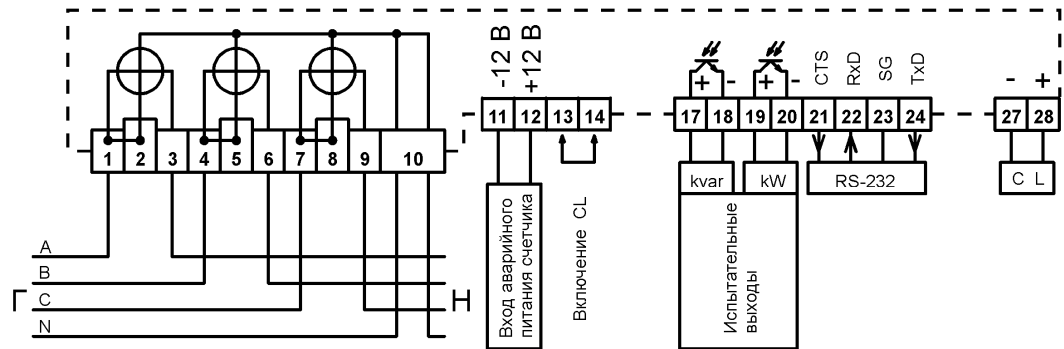 -12 В
+12 В
CTS
RxD
SG
TxD
+ -
+ -
- +
1 2 3 4 5 6 7 8 9 10
11 12 13 14
17 18 19 20 21 22 23 24
27 28
kvar
kW
RS-232
C L
Вход аварийного
питания счетчика
Включение CL
Испытательные
выходы
A
B
C
N
Г
Н